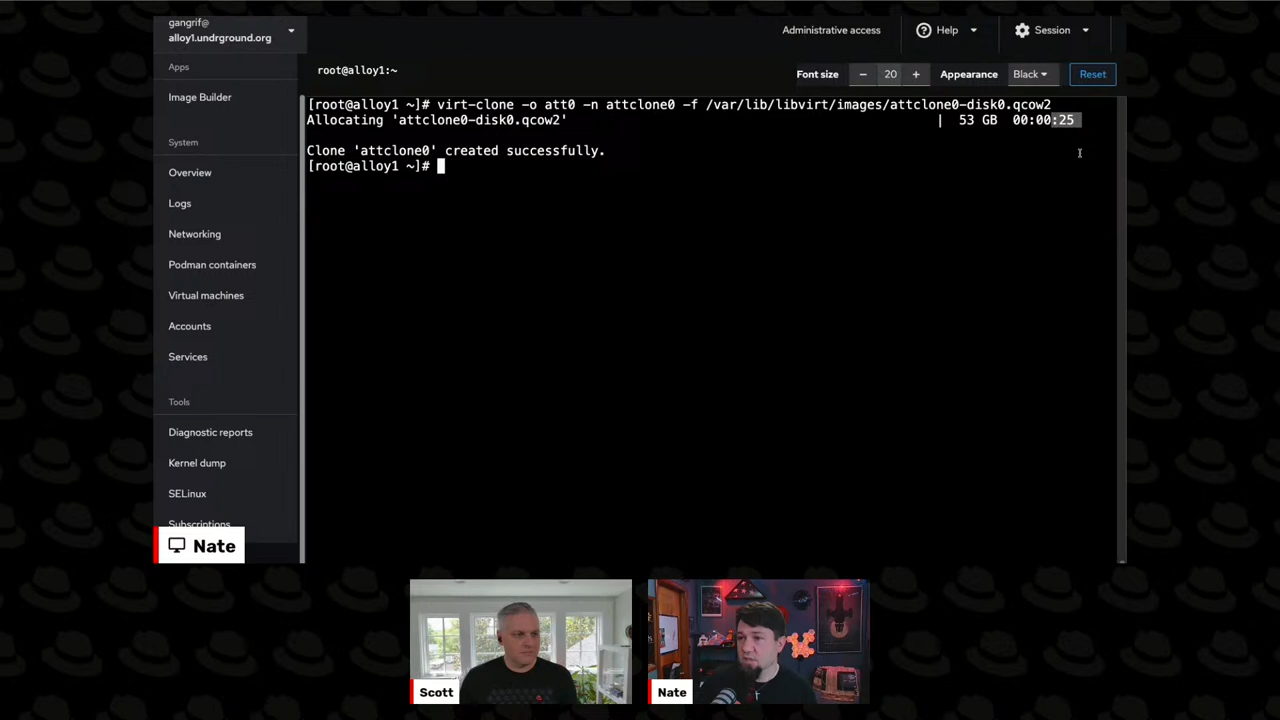 gangrif@
alloy1.undrground.org
Administrative access
Help
Session
Apps
Image Builder
System
Overview
Logs
Networking
Podman containers
Virtual machines
Accounts
Services
Tools
Diagnostic reports
Kernel dump
SELinux
Subscriptions
root@alloy1:~
Font size
20
Appearance
Black
Reset
[root@alloy1 ~]# virt-clone -o att0 -n attclone0 -f /var/lib/libvirt/images/attclone0-disk0.qcow2
Allocating 'attclone0-disk0.qcow2' | 53 GB 00:00:25
Clone 'attclone0' created successfully.
[root@alloy1 ~]#
Nate
Scott
Nate